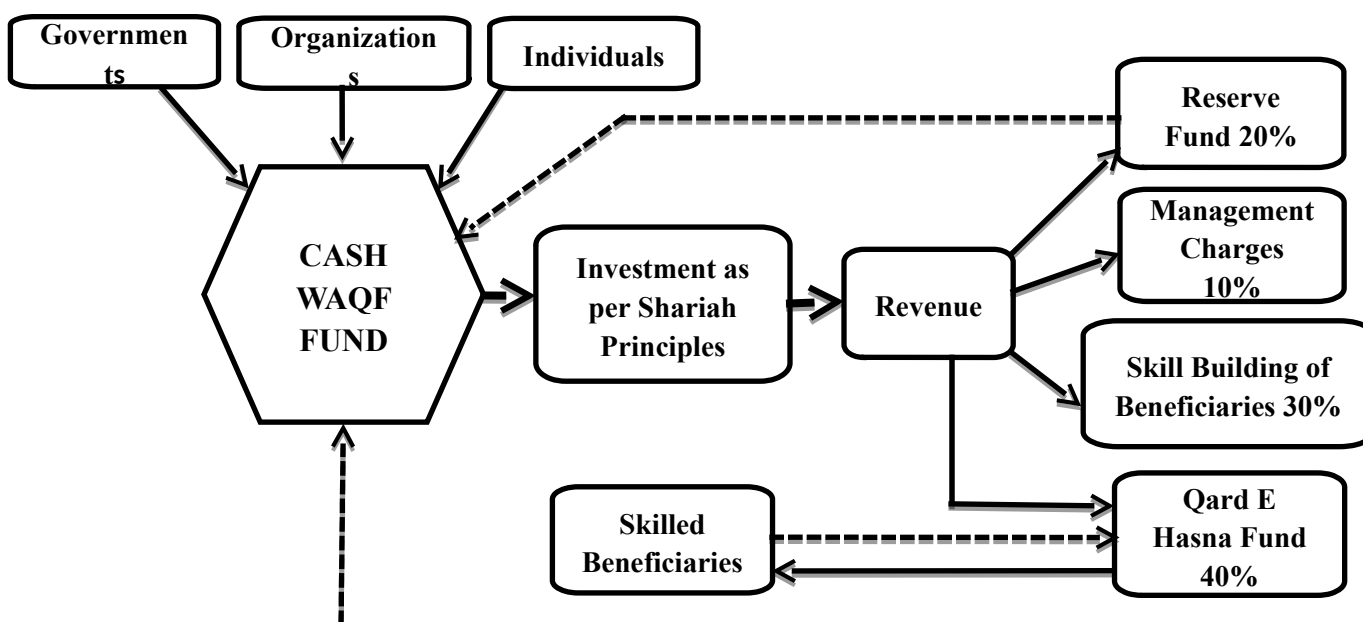 Governmen
ts
Organization
s
Individuals
Reserve
Fund 20%
CASH
WAQF
FUND
Investment as
per Shariah
Principles
Revenue
Management
Charges
10%
Skill Building of
Beneficiaries 30%
Skilled
Beneficiaries
Qard E
Hasna Fund
40%